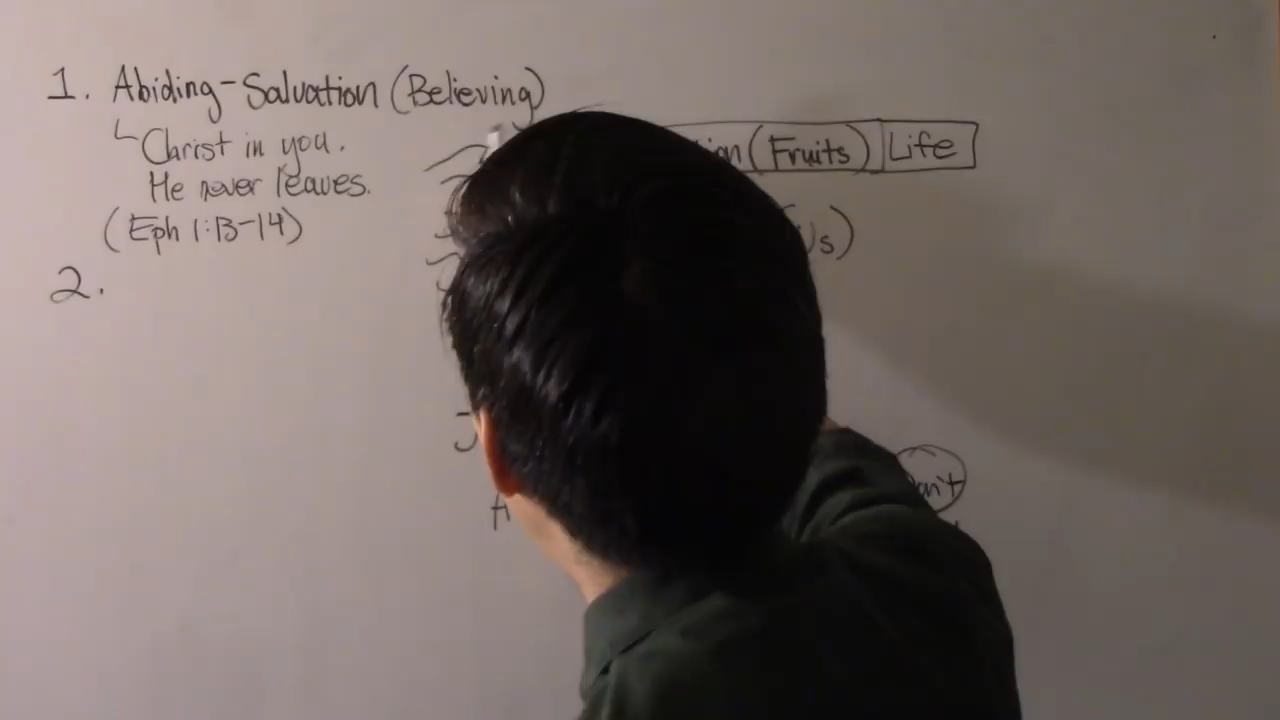 1. Abiding-Salvation (Believing)
Christ in you.
He never leaves.
(Eph 1:13-14)
2.
(Fruits) Life